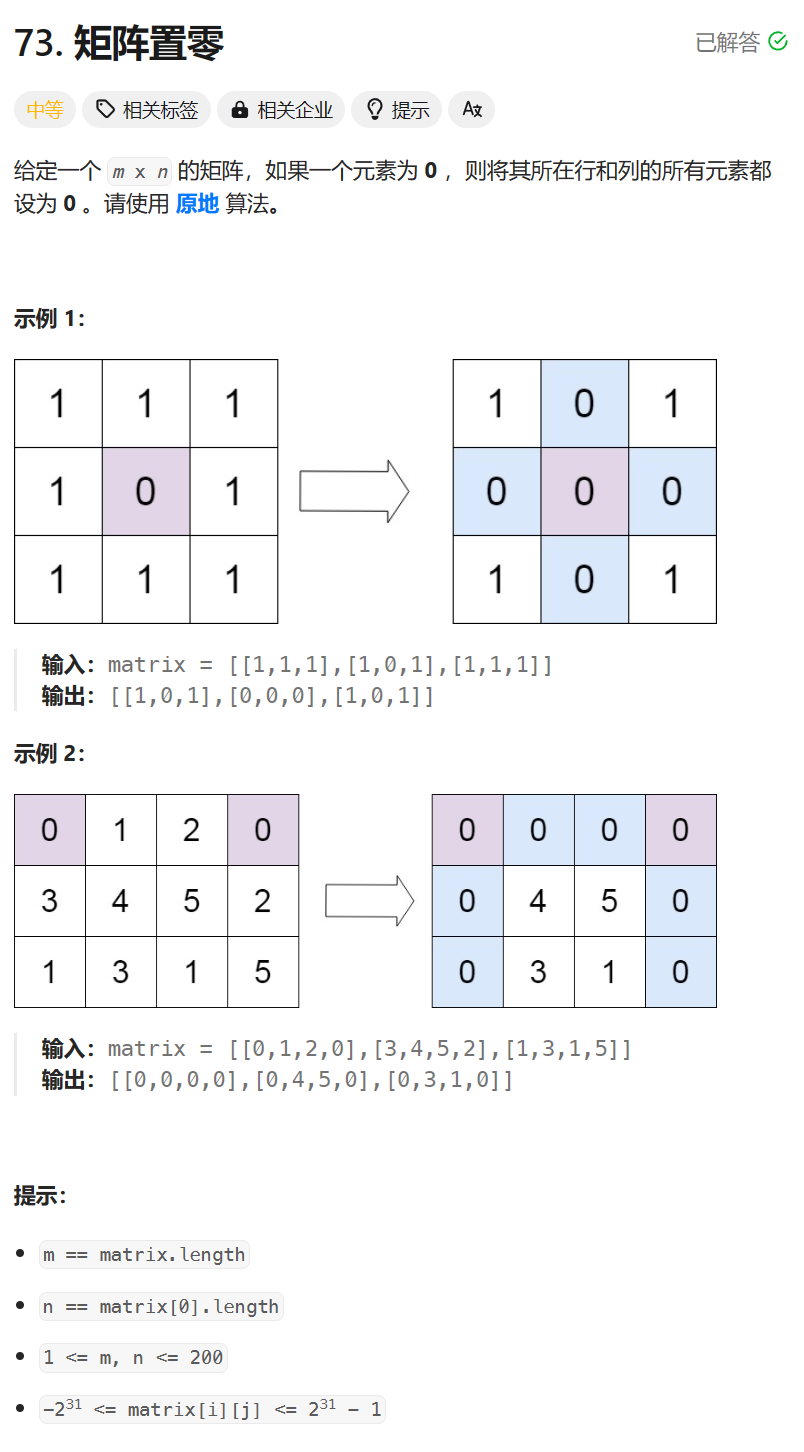 73. 矩阵置零
已解答
中等
相关标签
相关企业
提示
给定一个 m x n 的矩阵，如果一个元素为 0 ，则将其所在行和列的所有元素都
设为 0 。请使用 原地 算法。
示例 1：
1 1 1 1 0 1
1 0 1 0 0 0
1 1 1 1 0 1
输入：matrix = [[1,1,1],[1,0,1],[1,1,1]]
输出：[[1,0,1],[0,0,0],[1,0,1]]
示例 2：
0 1 2 0 0 0 0 0
3 4 5 2 0 4 5 0
1 3 1 5 0 3 1 0
输入：matrix = [[0,1,2,0],[3,4,5,2],[1,3,1,5]]
输出：[[0,0,0,0],[0,4,5,0],[0,3,1,0]]
提示：
m == matrix.length
n == matrix[0].length
1 <= m, n <= 200
-2³¹ <= matrix[i][j] <= 2³¹ - 1